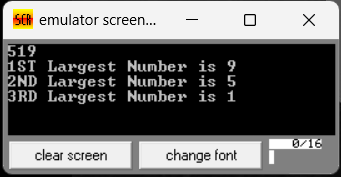 SCR emulator screen...
519
1ST Largest Number is 9
2ND Largest Number is 5
3RD Largest Number is 1
clear screen change font 0/16